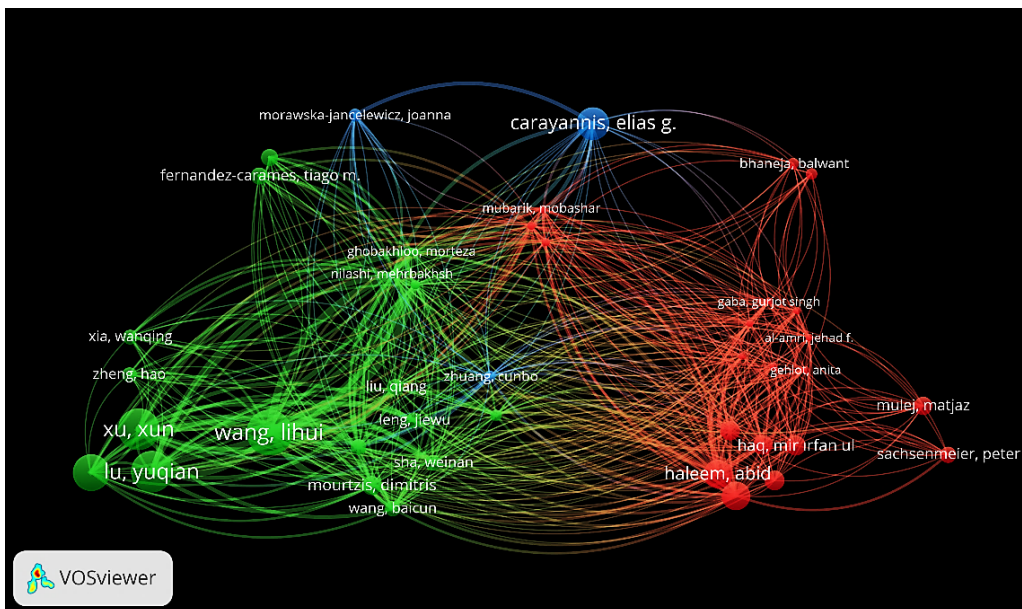 morawska-jancelewicz, joanna
carayannis, elias g.
bhaneja, balwant
fernandez-carames, tiago m.
mubarik, mobashar
ghobakhloo, morteza
nilashi, mehrbakhsh
gaba, gurjot singh
xia, wanqing
al-amri, jehad f.
zheng, hao
liu, qiang
zhuang, cunbo
gehlot, anita
mulej, matjaz
leng, jiewu
xu, xun
wang, lihui
haq, mir irfan ul
sachsenmeier, peter
sha, weinan
lu, yuqian
haleem, abid
mourtzis, dimitris
wang, baicun
VOSviewer